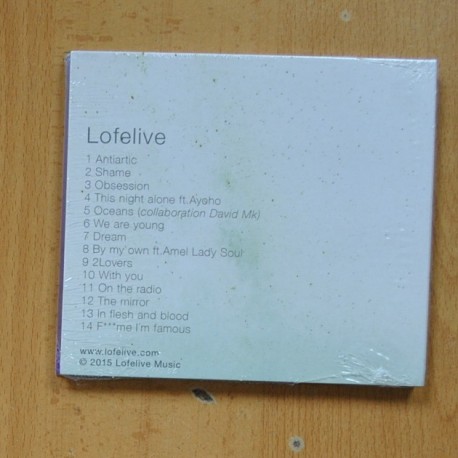 Lofelive
1 Antiartic
2 Shame
3 Obsession
4 This night alone ft.Aysho
5 Oceans (collaboration David Mk)
6 We are young
7 Dream
8 By my own ft.Amel Lady Soul
9 2Lovers
10 With you
11 On the radio
12 The mirror
13 In flesh and blood
14 F***me I'm famous
www.lofelive.com
© 2015 Lofelive Music